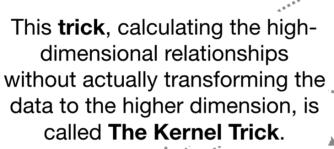 This trick, calculating the high-
dimensional relationships
without actually transforming the
data to the higher dimension, is
called The Kernel Trick.